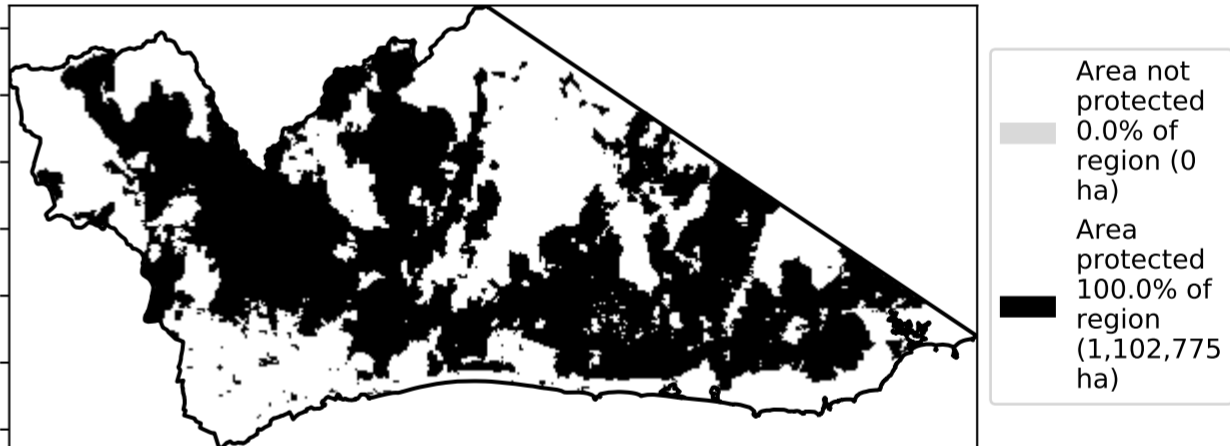 Area not
protected
0.0% of
region (0
ha)
Area
protected
100.0% of
region
(1,102,775
ha)